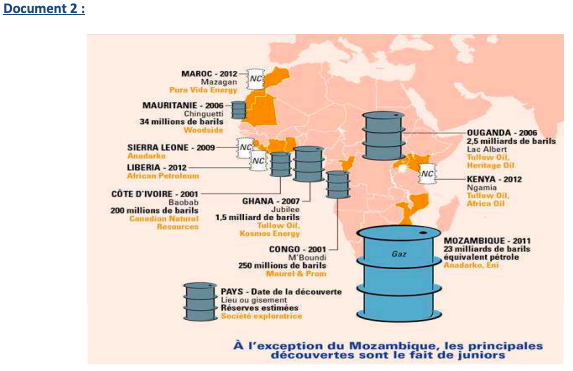 Document 2 :
MAROC - 2012
Mazagan
Pura Vida Energy
NC
MAURITANIE - 2006
Chinguetti
34 millions de barils
Woodside
SIERRA LEONE - 2009
Anadarko
NC
LIBERIA - 2012
African Petroleum
NC
CÔTE D'IVOIRE - 2001
Baobab
200 millions de barils
Canadian Natural
Resources
GHANA - 2007
Jubilee
1,5 milliard de barils
Tullow Oil,
Kosmos Energy
CONGO - 2001
M'Boundi
250 millions de barils
Maurel & Prom
OUGANDA - 2006
2,5 milliards de barils
Lac Albert
Tullow Oil,
Heritage Oil
NC
KENYA - 2012
Ngamia
Tullow Oil,
Africa Oil
Gaz
MOZAMBIQUE - 2011
23 milliards de barils
équivalent pétrole
Anadarko, Eni
PAYS - Date de la découverte
Lieu ou gisement
Réserves estimées
Société exploratrice
À l'exception du Mozambique, les principales
découvertes sont le fait de juniors